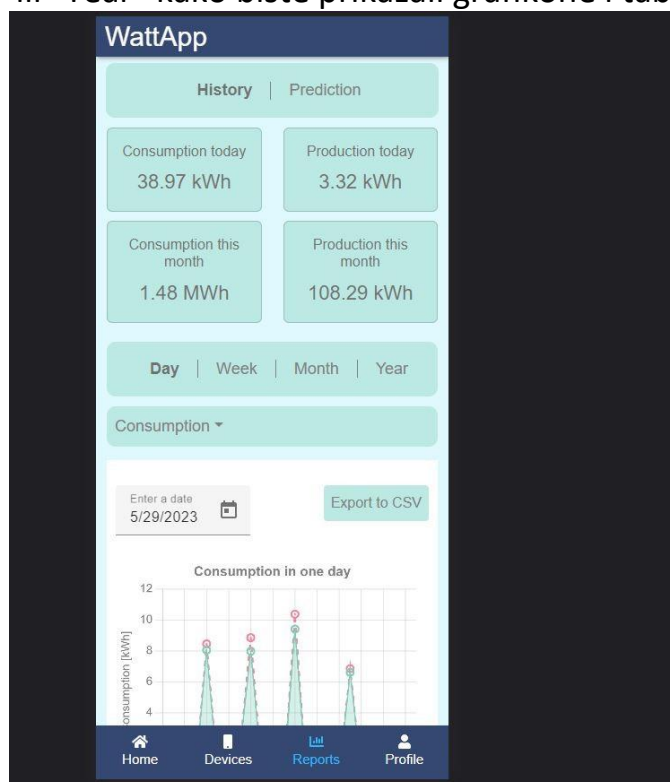 WattApp
History | Prediction
Consumption today
38.97 kWh
Production today
3.32 kWh
Consumption this
month
1.48 MWh
Production this
month
108.29 kWh
Day | Week | Month | Year
Consumption
Enter a date
5/29/2023
Export to CSV
Consumption in one day
12
10
8
6
4
[kWh]
Home Devices Reports Profile